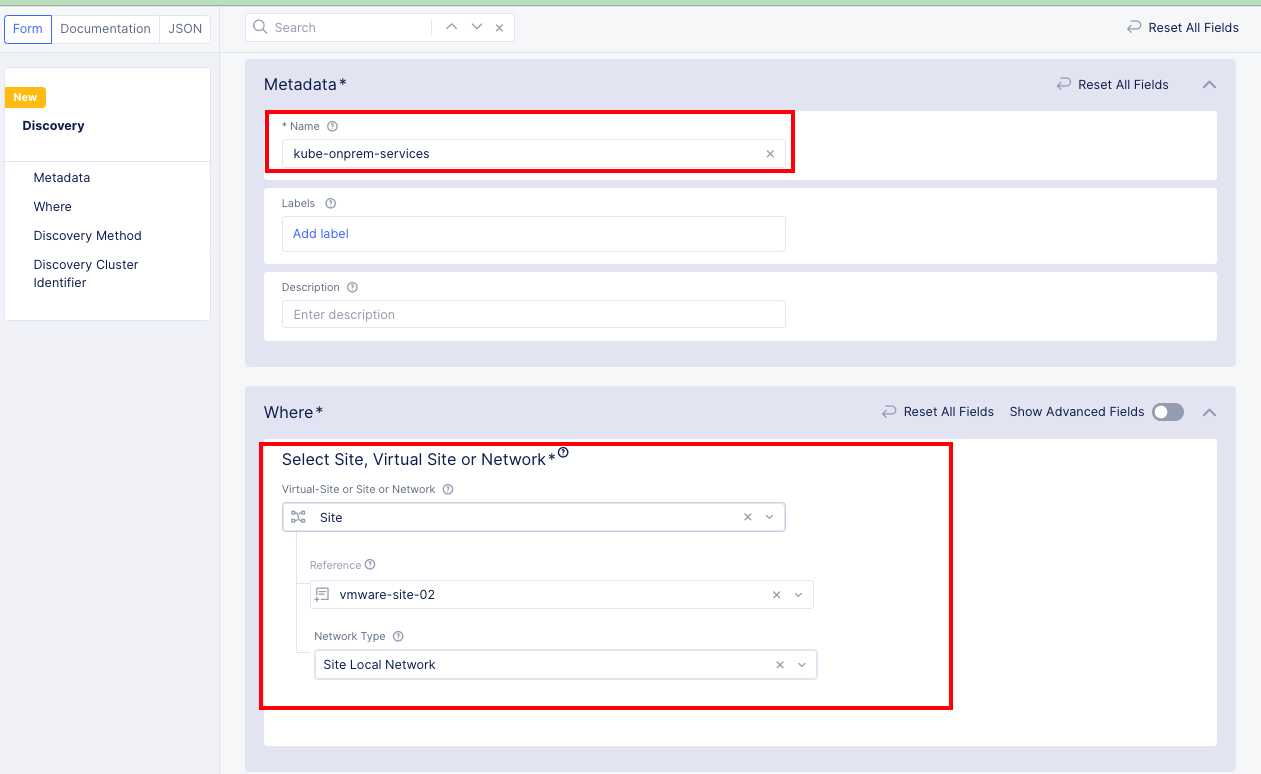 Form Documentation JSON
Search
Reset All Fields
New
Discovery
Metadata
Where
Discovery Method
Discovery Cluster
Identifier
Metadata*
Reset All Fields
* Name
kube-onprem-services
Labels
Add label
Description
Enter description
Where*
Reset All Fields Show Advanced Fields
Select Site, Virtual Site or Network*
Virtual-Site or Site or Network
Site
Reference
vmware-site-02
Network Type
Site Local Network